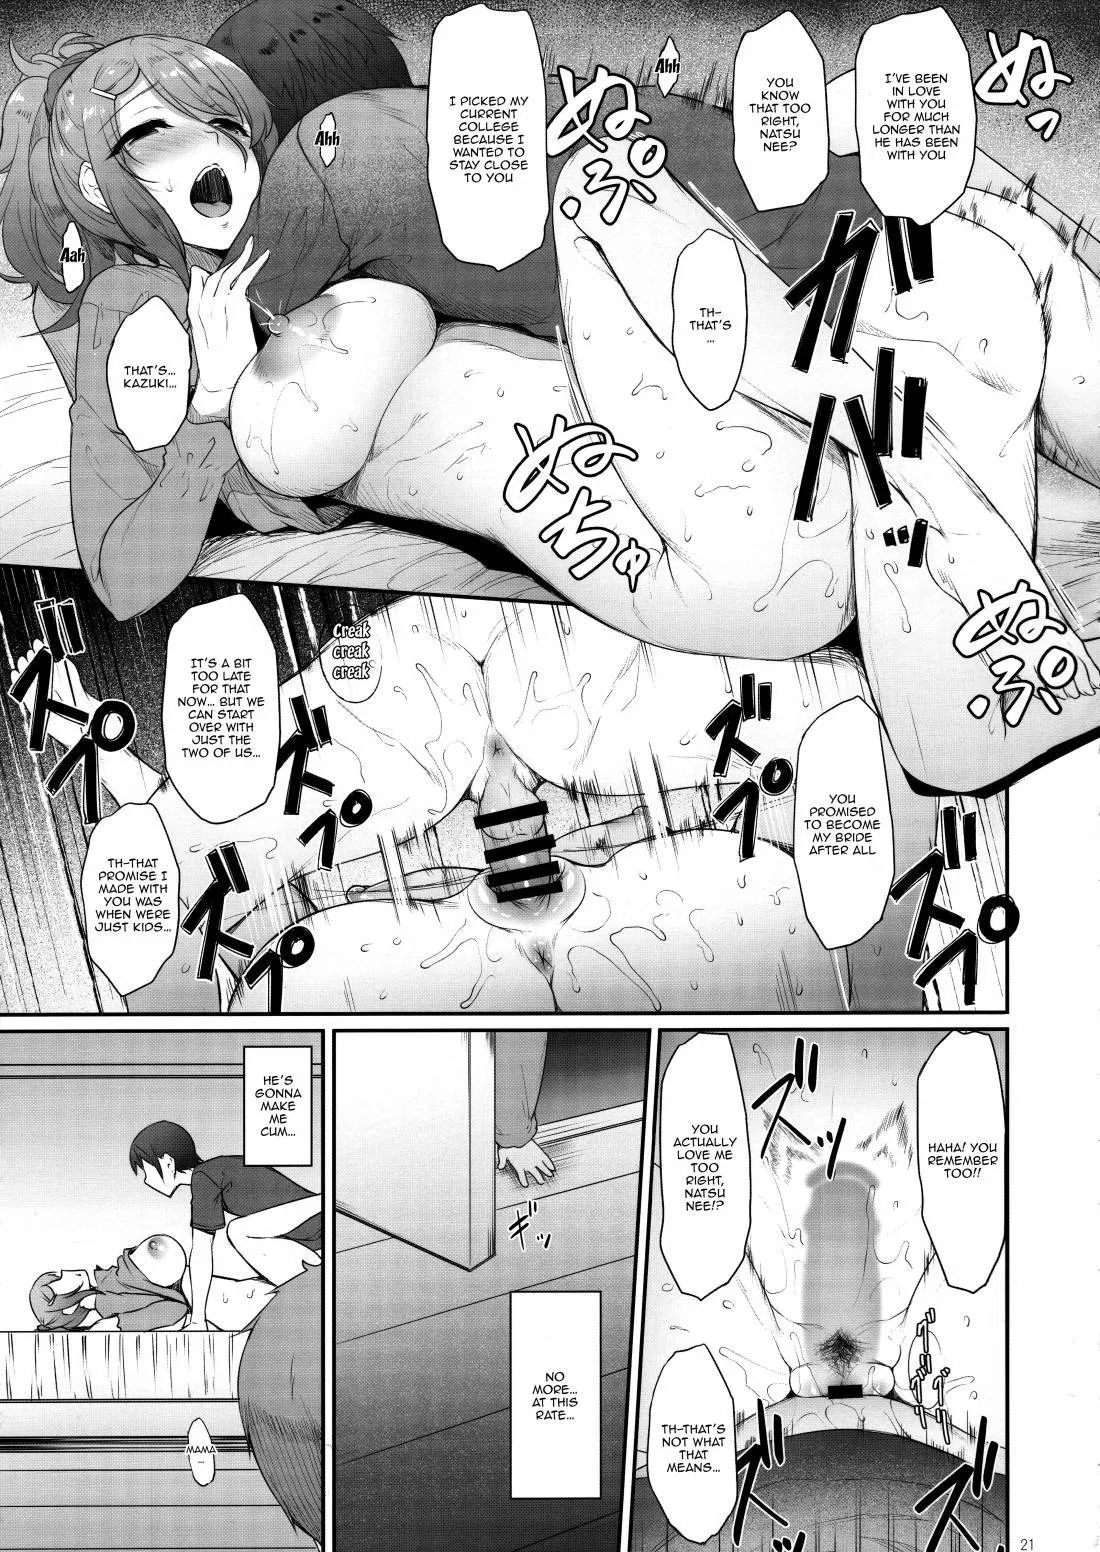 I'VE BEEN
IN LOVE
WITH YOU
FOR MUCH
LONGER THAN
HE HAS BEEN
WITH YOU
YOU
KNOW
THAT TOO
RIGHT,
NATSU
NEE?
TH-
THAT'S
...
I PICKED MY
CURRENT
COLLEGE
BECAUSE I
WANTED TO
STAY CLOSE
TO YOU
THAT'S...
KAZUKI...
Ahh
Ahh
Aah
ぬっ
ぬぷ。
ヌル
ぬちゅ
ぬぷ。
YOU
PROMISED
TO BECOME
MY BRIDE
AFTER ALL
Creak
creak
creak
IT'S A BIT
TOO LATE
FOR THAT
NOW... BUT WE
CAN START
OVER WITH
JUST THE
TWO OF US...
TH-THAT
PROMISE I
MADE WITH
YOU WAS
WHEN WERE
JUST KIDS...
ズプ。
ズプ。
ズプ。
ズプ。
ズプ。
HAHA! YOU
REMEMBER
TOO!!
YOU
ACTUALLY
LOVE ME
TOO
RIGHT,
NATSU
NEE!?
TH-THAT'S
NOT WHAT
THAT
MEANS...
ズッ
ズ
ズ
ギッ
NO
MORE...
AT THIS
RATE...
HE'S
GONNA
MAKE
ME
CUM...
MAMA
...
21